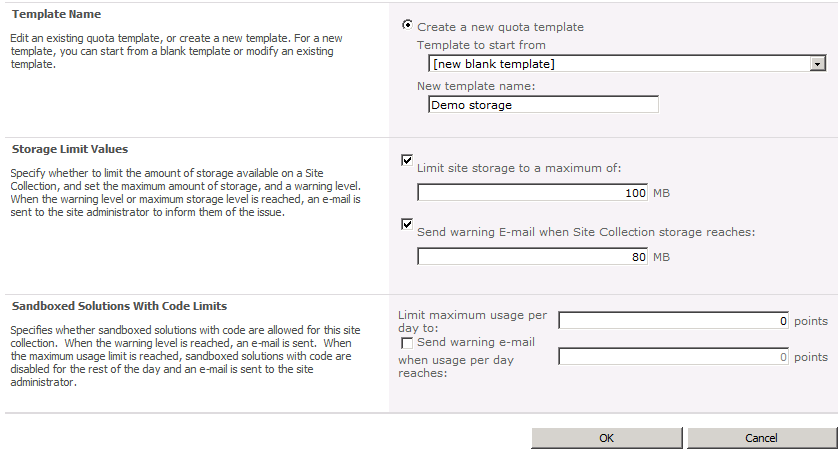 Template Name
Edit an existing quota template, or create a new template. For a new
template, you can start from a blank template or modify an existing
template.
Create a new quota template
Template to start from
[new blank template]
New template name:
Demo storage
Storage Limit Values
Specify whether to limit the amount of storage available on a Site
Collection, and set the maximum amount of storage, and a warning level.
When the warning level or maximum storage level is reached, an e-mail is
sent to the site administrator to inform them of the issue.
Limit site storage to a maximum of:
100 MB
Send warning E-mail when Site Collection storage reaches:
80 MB
Sandboxed Solutions With Code Limits
Specifies whether sandboxed solutions with code are allowed for this site
collection. When the warning level is reached, an e-mail is sent. When
the maximum usage limit is reached, sandboxed solutions with code are
disabled for the rest of the day and an e-mail is sent to the site
administrator.
Limit maximum usage per
day to:
0 points
Send warning e-mail
when usage per day
reaches:
0 points
OK
Cancel